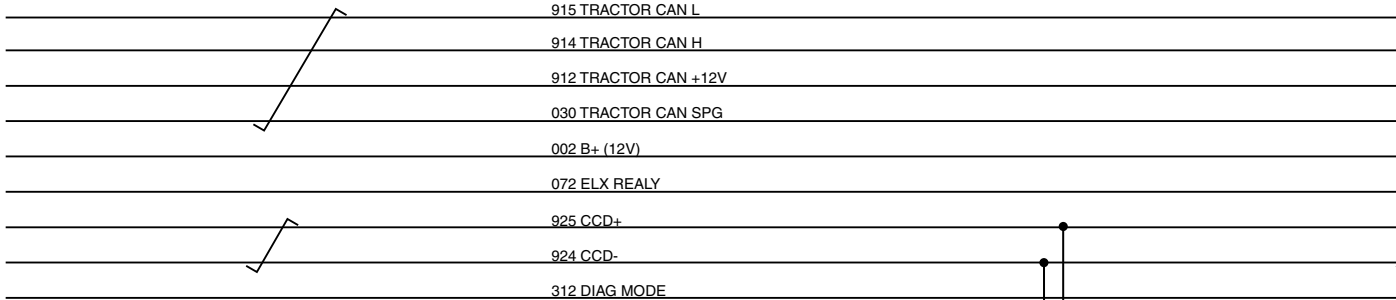 915 TRACTOR CAN L
914 TRACTOR CAN H
912 TRACTOR CAN +12V
030 TRACTOR CAN SPG
002 B+ (12V)
072 ELX REALY
925 CCD+
924 CCD-
312 DIAG MODE